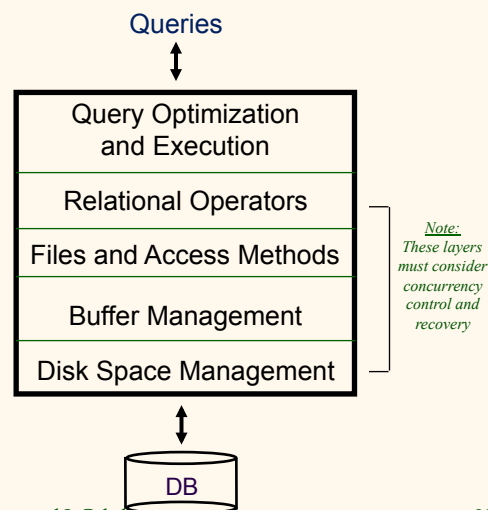 Queries
Query Optimization
and Execution
Relational Operators
Files and Access Methods
Buffer Management
Disk Space Management
Note:
These layers
must consider
concurrency
control and
recovery
DB